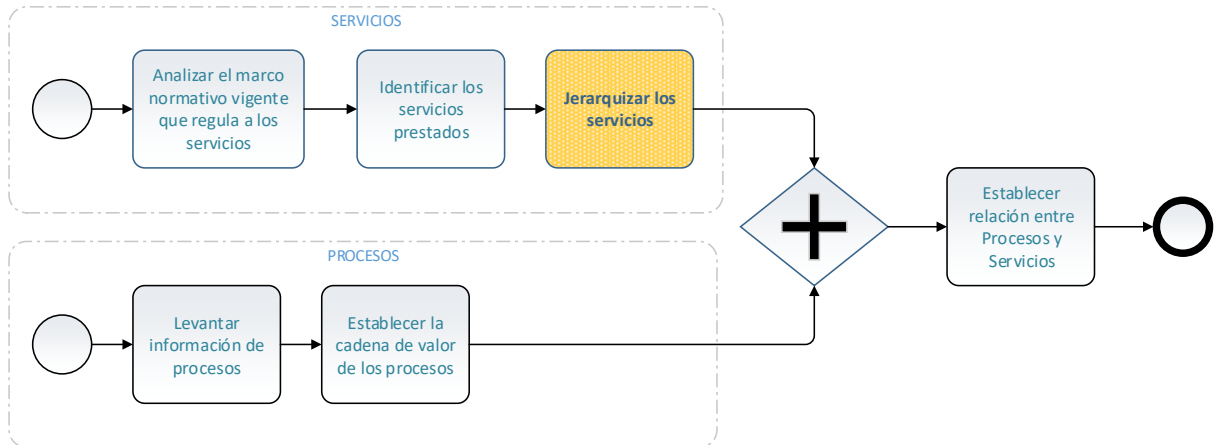 SERVICIOS
Analizar el marco
normativo vigente
que regula a los
servicios
Identificar los
servicios
prestados
Jerarquizar los
servicios
Establecer
relación entre
Procesos y
Servicios
PROCESOS
Levantar
información de
procesos
Establecer la
cadena de valor
de los procesos